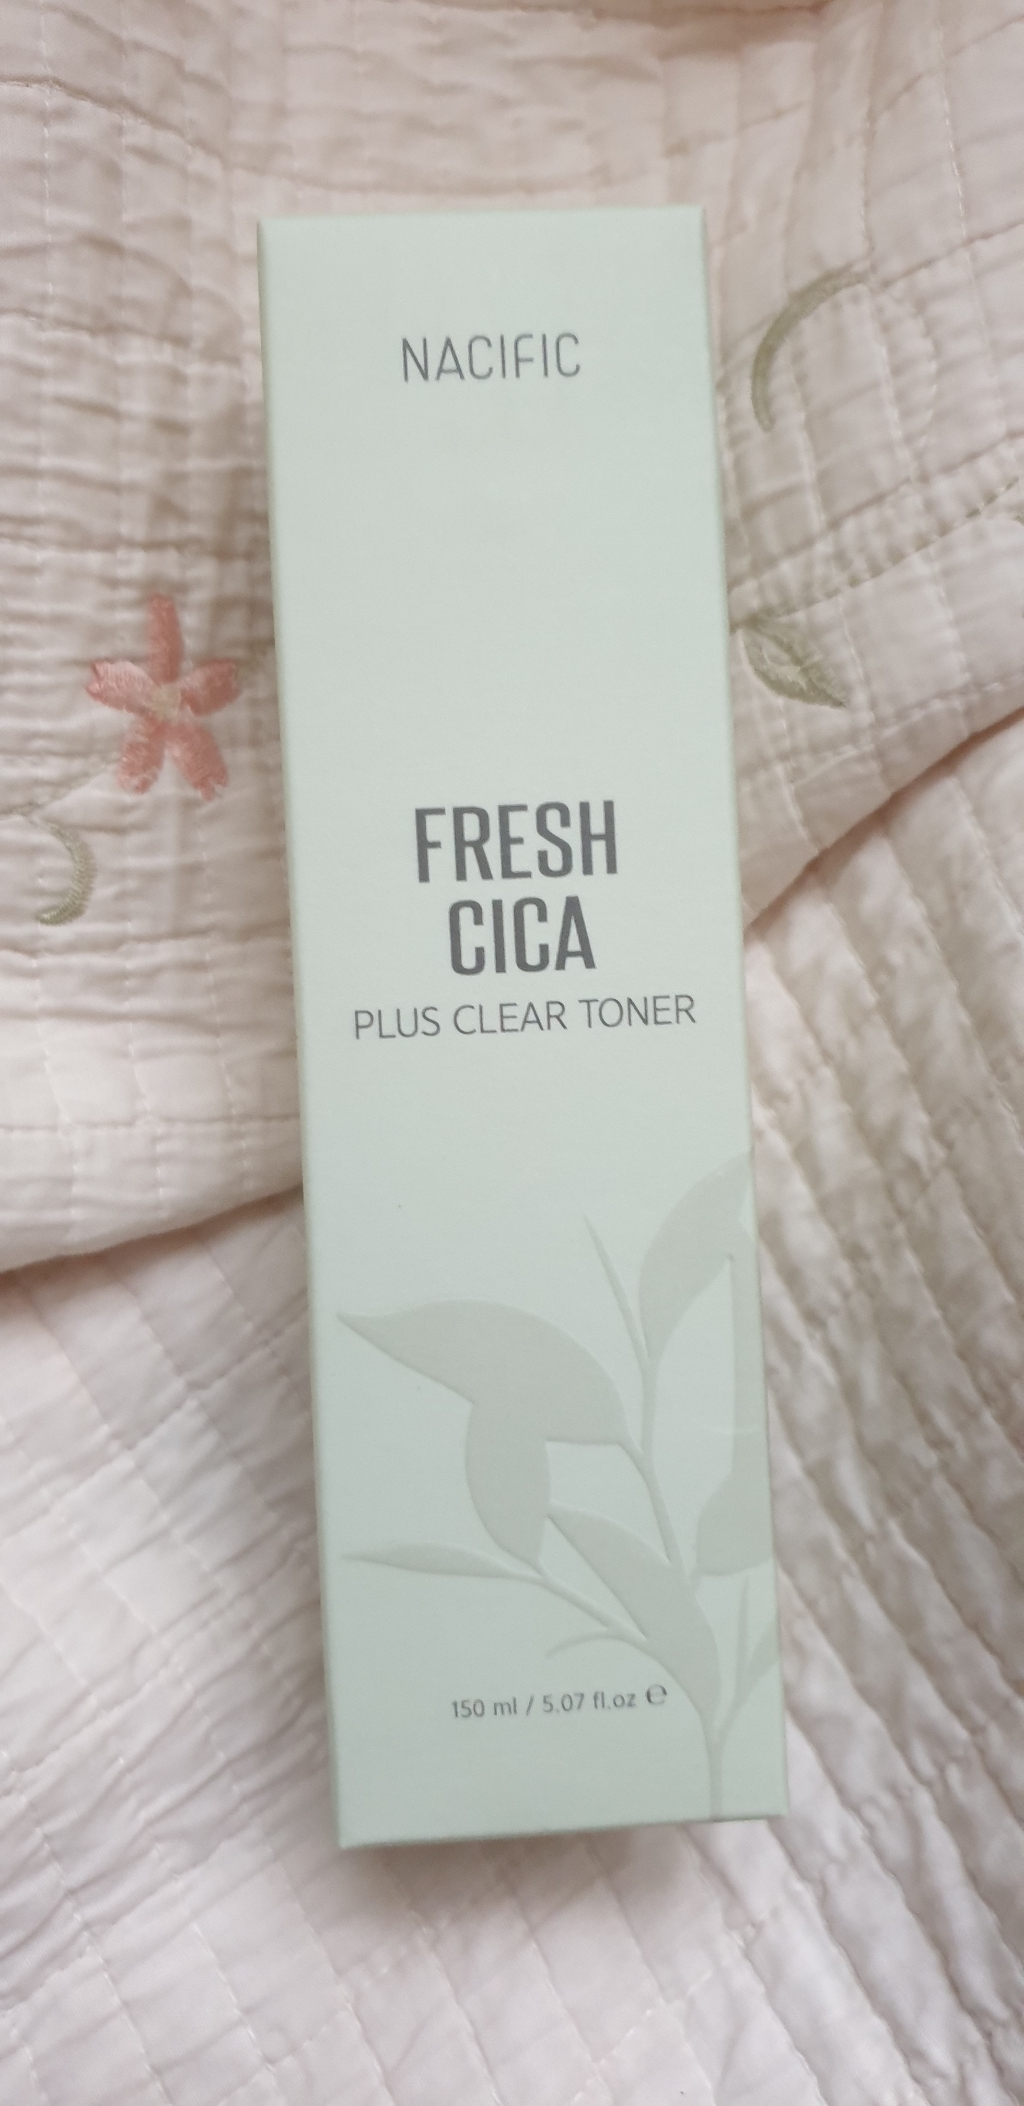 NACIFIC
FRESH
CICA
PLUS CLEAR TONER
150 ml / 5.07 fl.oz ℮